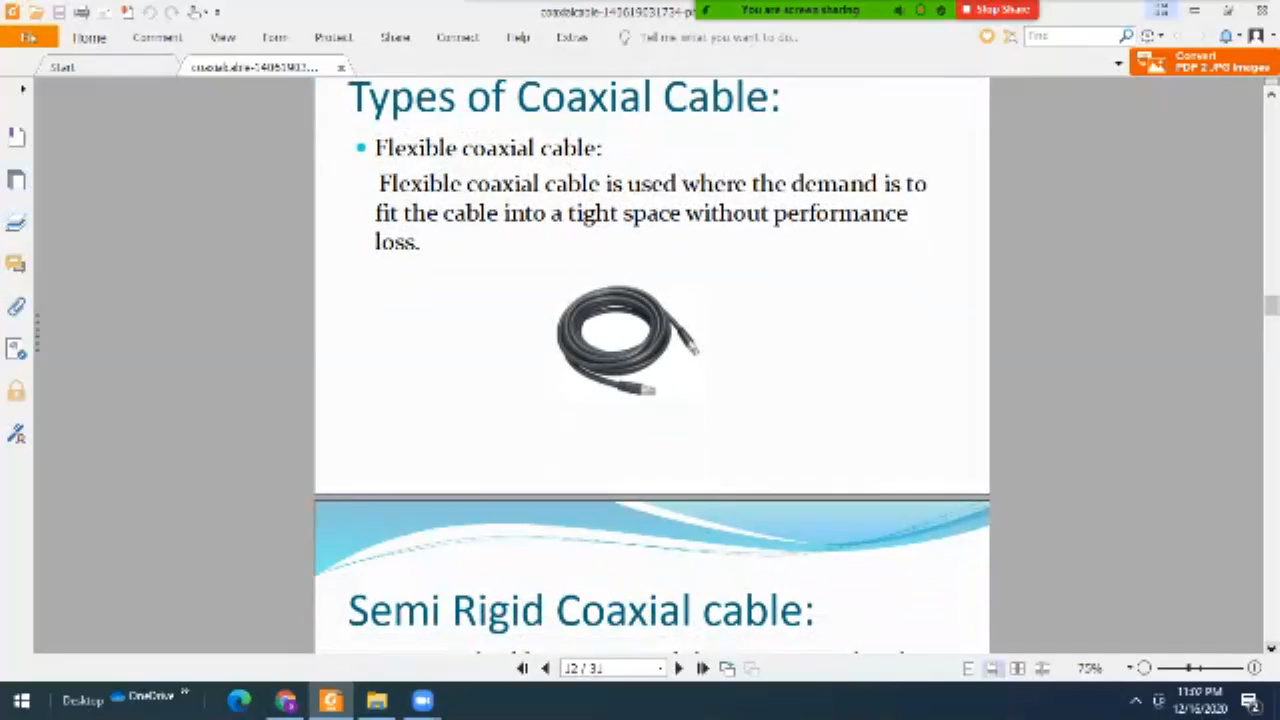 You are screen sharing
Stop Share
Home Comment View Form Protect Share Connect Help Extras Tell me what you want to do..
Find
Convert
PDF 2 JPG Images
Start
Types of Coaxial Cable:
Flexible coaxial cable:
Flexible coaxial cable is used where the demand is to
fit the cable into a tight space without performance
loss.
Semi Rigid Coaxial cable:
12 / 31
75%
Desktop
OneDrive
11:02 PM
12/16/2020